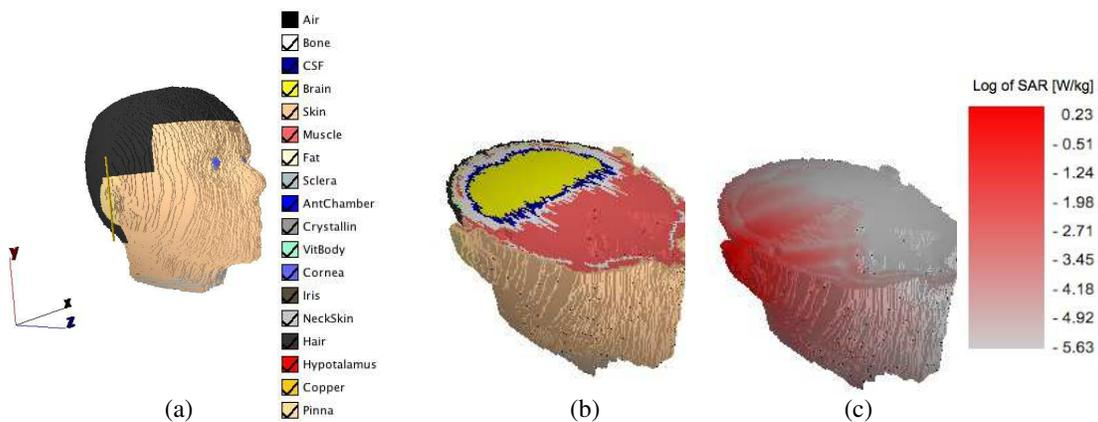 Air
Bone
CSF
Brain
Skin
Muscle
Fat
Sclera
AntChamber
Crystallin
VitBody
Cornea
Iris
NeckSkin
Hair
Hypotalamus
Copper
Pinna
y
x
z
(a)
(b)
Log of SAR [W/kg]
0.23
- 0.51
- 1.24
- 1.98
- 2.71
- 3.45
- 4.18
- 4.92
- 5.63
(c)